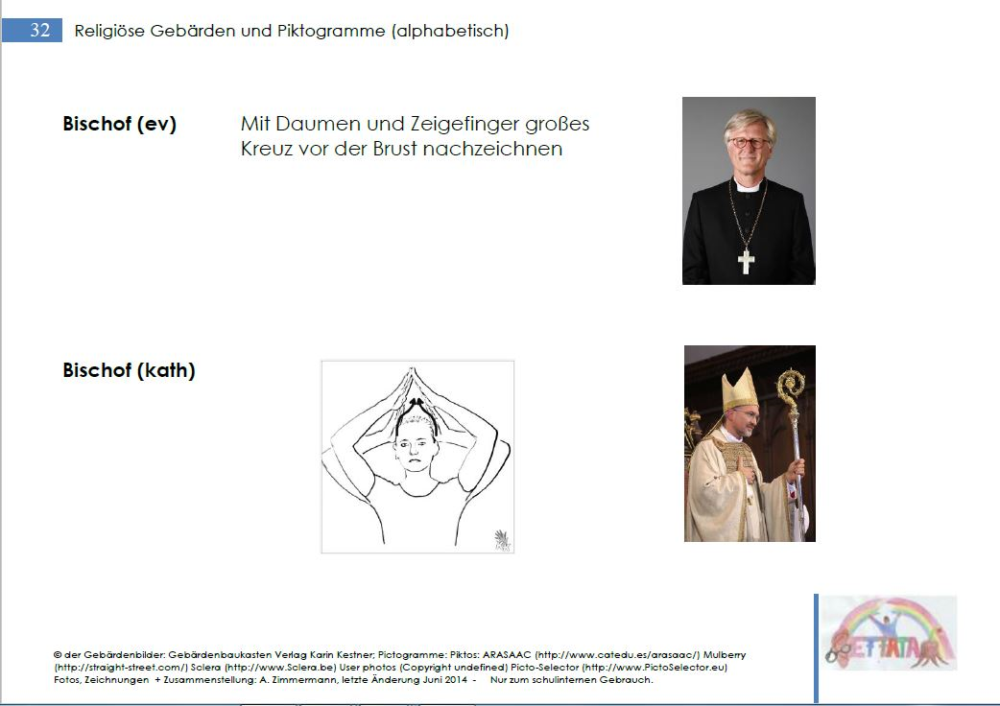 32 Religiöse Gebärden und Piktogramme (alphabetisch)
Bischof (ev) Mit Daumen und Zeigefinger großes
Kreuz vor der Brust nachzeichnen
Bischof (kath)
EFFATA
© der Gebärdenbilder: Gebärdenbaukasten Verlag Karin Kestner; Pictogramme: Piktos: ARASAAC (http://www.catedu.es/arasaac/) Mulberry
(http://straight-street.com/) Sclera (http://www.Sclera.be) User photos (Copyright undefined) Picto-Selector (http://www.PictoSelector.eu)
Fotos, Zeichnungen + Zusammenstellung: A. Zimmermann, letzte Änderung Juni 2014 - Nur zum schulinternen Gebrauch.